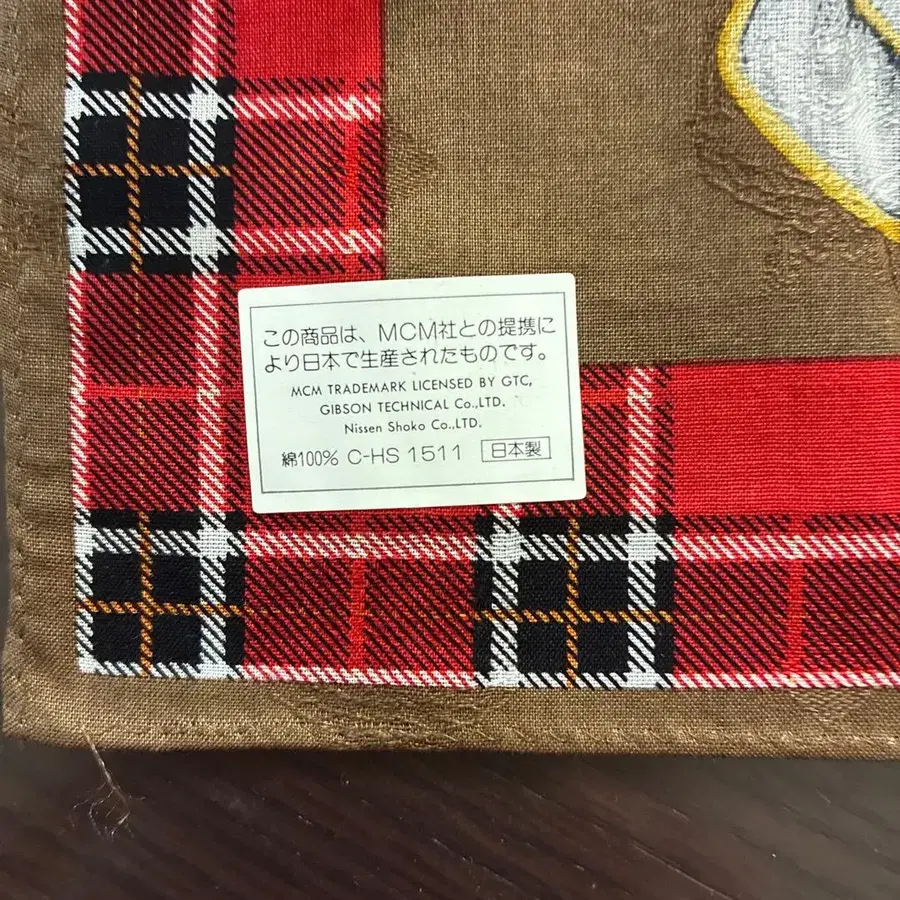 この商品は、MCM社との提携に
より日本で生産されたものです。
MCM TRADEMARK LICENSED BY GTC,
GIBSON TECHNICAL Co.,LTD.
Nissen Shoko Co.,LTD.
綿100% C-HS 1511 日本製